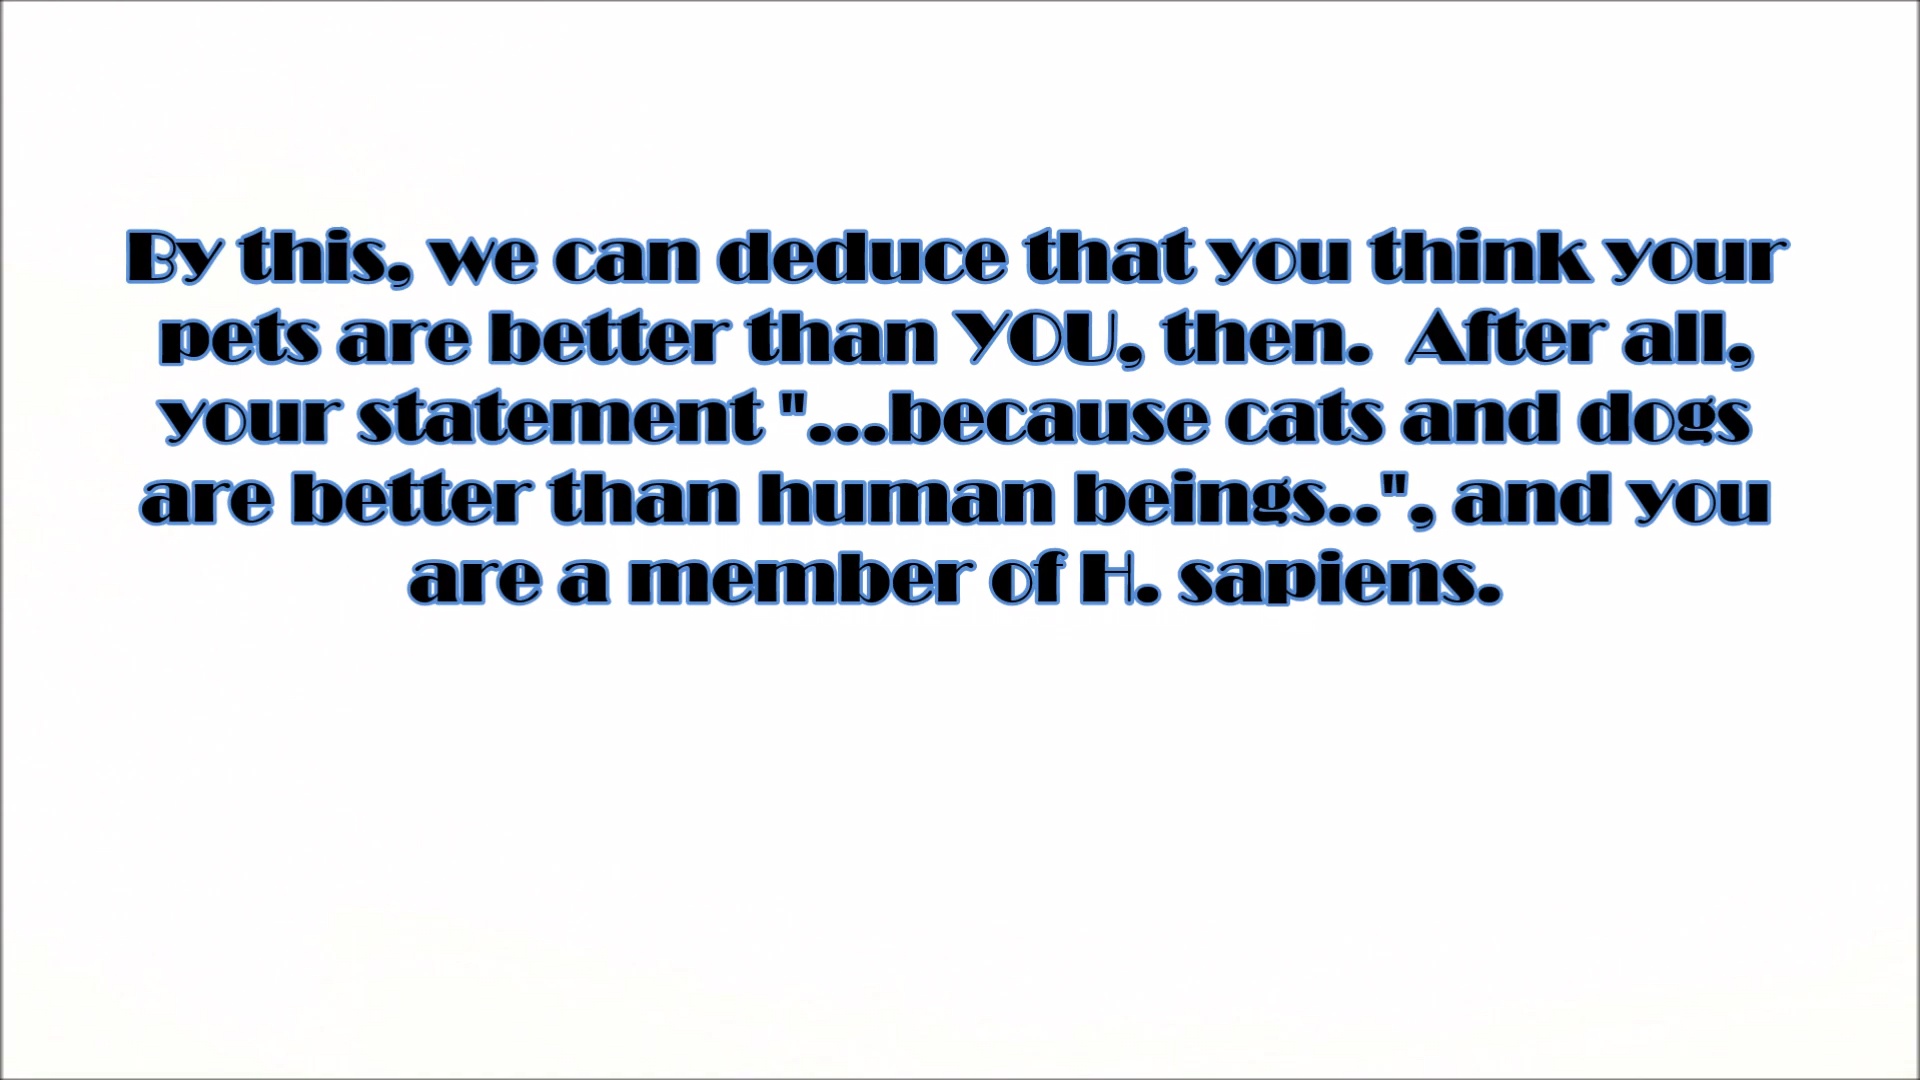 By this, we can deduce that you think your
pets are better than YOU, then.  After all,
your statement "...because cats and dogs
are better than human beings..", and you
are a member of H. sapiens.